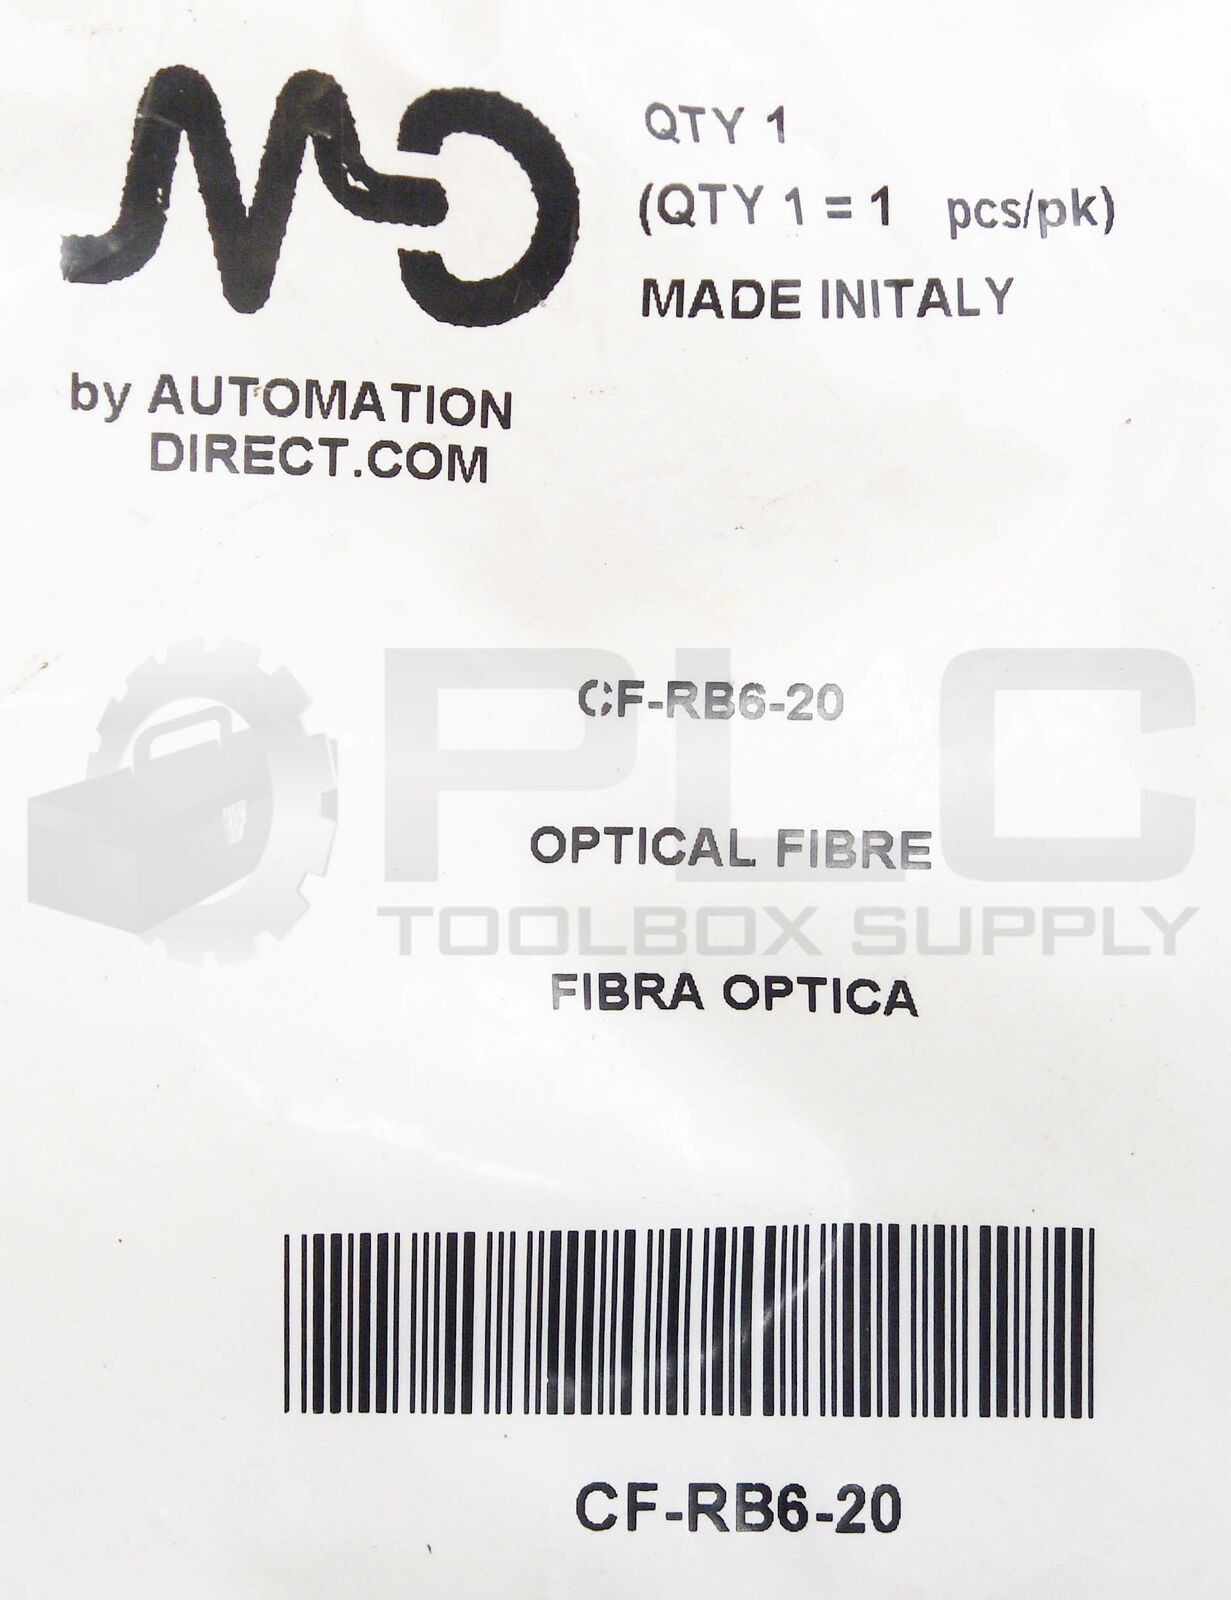 QTY 1
(QTY 1 = 1 pcs/pk)
MADE INITALY
by AUTOMATION
DIRECT.COM
CF-RB6-20
PLC
OPTICAL FIBRE
TOOLBOX SUPPLY
FIBRA OPTICA
CF-RB6-20